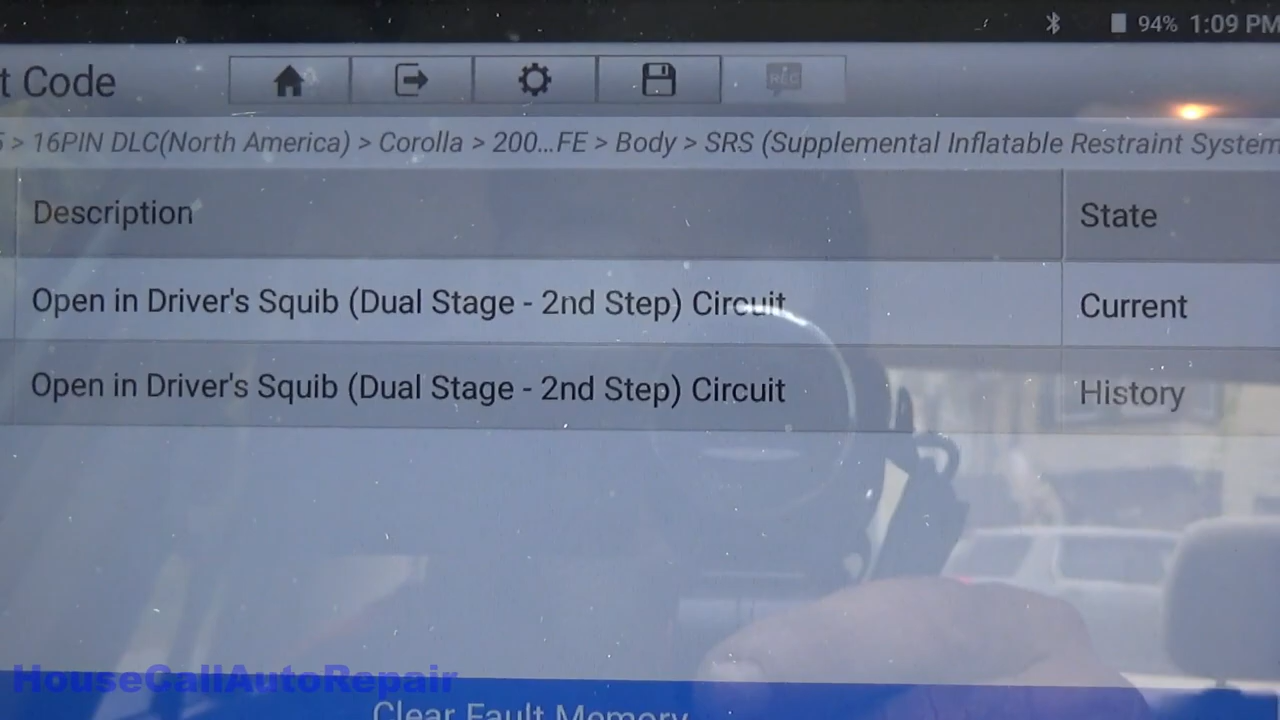 94% 1:09 PM
t Code
REC
5 > 16PIN DLC(North America) > Corolla > 200...FE > Body > SRS (Supplemental Inflatable Restraint System
Description State
Open in Driver's Squib (Dual Stage - 2nd Step) Circuit Current
Open in Driver's Squib (Dual Stage - 2nd Step) Circuit History
HouseCallAutoRepair
Clear Fault Memory